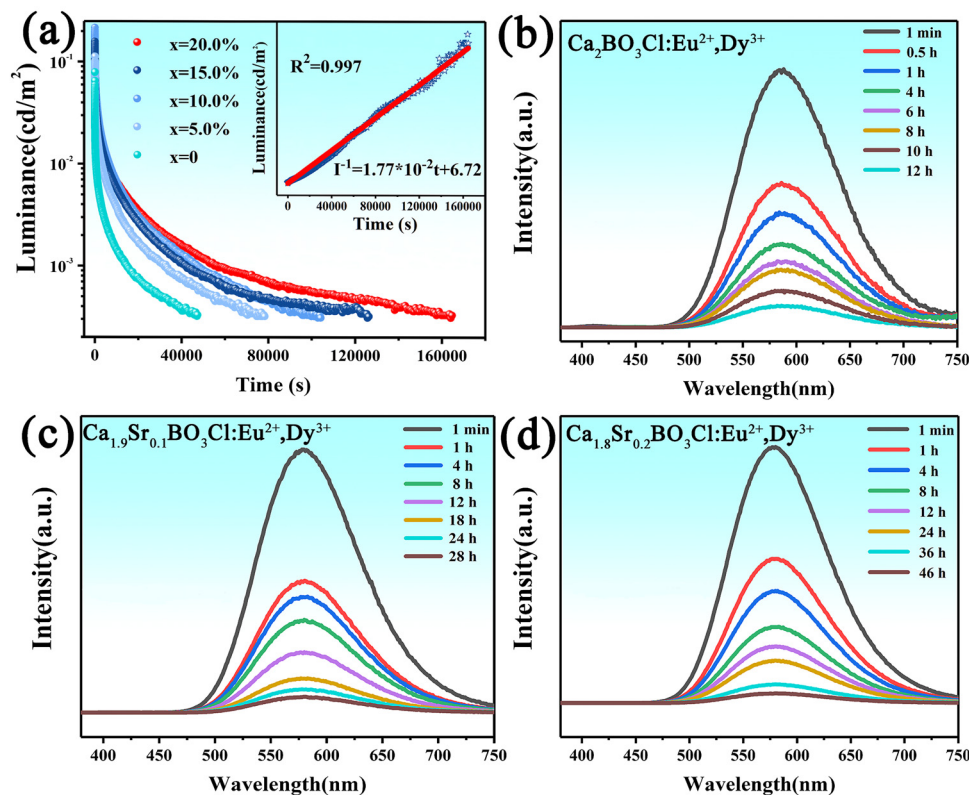 (a)
x=20.0%
x=15.0%
x=10.0%
x=5.0%
x=0
Luminance(cd/m²)
10⁻¹
10⁻²
10⁻³
0 40000 80000 120000 160000
Time (s)
R²=0.997
I⁻¹=1.77*10⁻²t+6.72
Luminance(cd/m²)
0 40000 80000 120000 160000
Time (s)
(b)
Ca₂BO₃Cl:Eu²⁺,Dy³⁺
1 min
0.5 h
1 h
4 h
6 h
8 h
10 h
12 h
Intensity(a.u.)
400 450 500 550 600 650 700 750
Wavelength(nm)
(c)
Ca₁.₉Sr₀.₁BO₃Cl:Eu²⁺,Dy³⁺
1 min
1 h
4 h
8 h
12 h
18 h
24 h
28 h
Intensity(a.u.)
400 450 500 550 600 650 700 750
Wavelength(nm)
(d)
Ca₁.₈Sr₀.₂BO₃Cl:Eu²⁺,Dy³⁺
1 min
1 h
4 h
8 h
12 h
24 h
36 h
46 h
Intensity(a.u.)
400 450 500 550 600 650 700 750
Wavelength(nm)